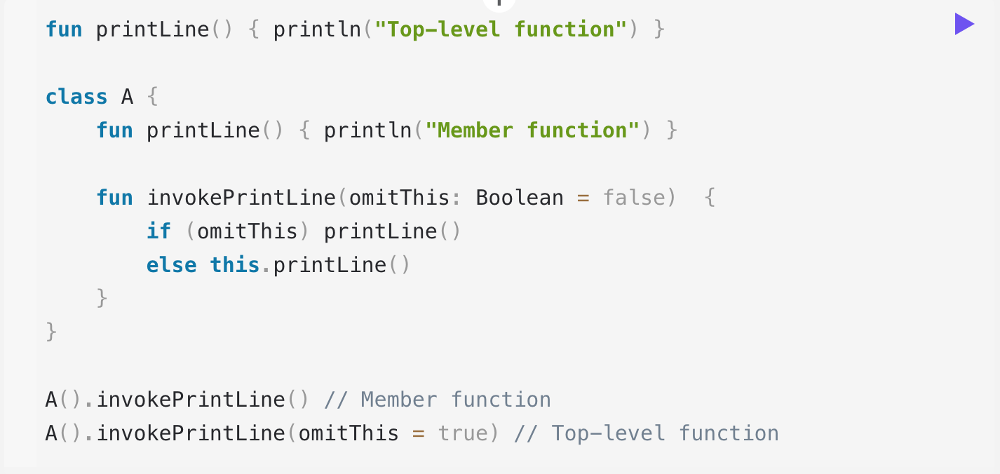 fun printLine() { println("Top-level function") }
class A {
    fun printLine() { println("Member function") }
    fun invokePrintLine(omitThis: Boolean = false)  {
        if (omitThis) printLine()
        else this.printLine()
    }
}
A().invokePrintLine() // Member function
A().invokePrintLine(omitThis = true) // Top-level function